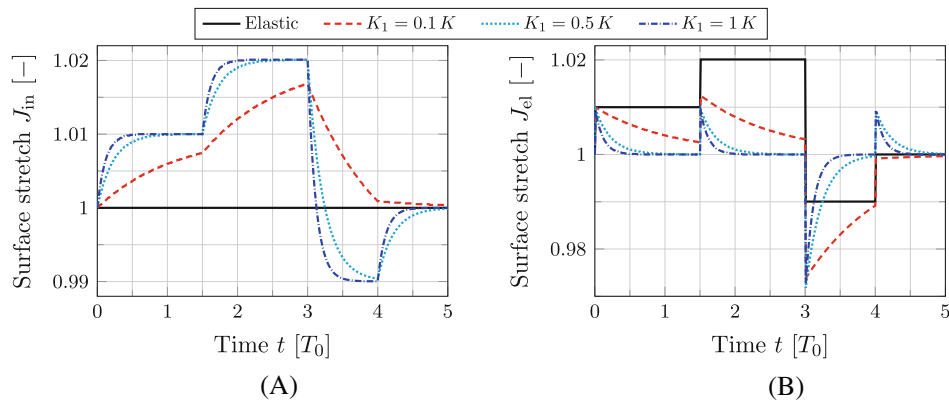 Elastic K₁ = 0.1 K K₁ = 0.5 K K₁ = 1 K
Surface stretch J_in [−]
1.02
1.01
1
0.99
0 1 2 3 4 5
Time t [T₀]
(A)
Surface stretch J_el [−]
1.02
1
0.98
0 1 2 3 4 5
Time t [T₀]
(B)